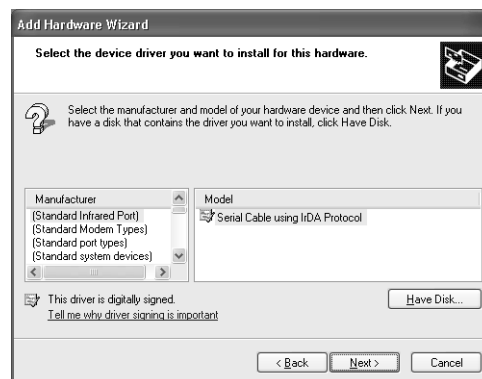 Add Hardware Wizard
Select the device driver you want to install for this hardware.
Select the manufacturer and model of your hardware device and then click Next. If you
have a disk that contains the driver you want to install, click Have Disk.
Manufacturer
(Standard Infrared Port)
(Standard Modem Types)
(Standard port types)
(Standard system devices)
Model
Serial Cable using IrDA Protocol
This driver is digitally signed.
Tell me why driver signing is important
Have Disk...
< Back
Next >
Cancel